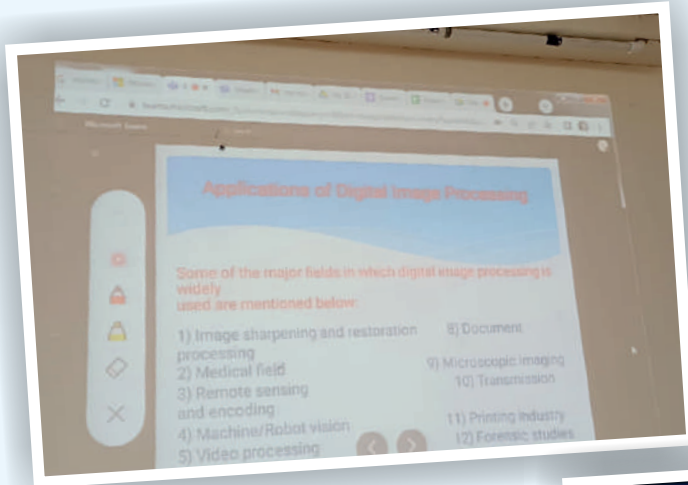 Microsoft Teams
Applications of Digital Image Processing
Some of the major fields in which digital image processing is
widely
used are mentioned below:
1) Image sharpening and restoration 8) Document
processing
2) Medical field 9) Microscopic Imaging
3) Remote sensing 10) Transmission
and encoding
4) Machine/Robot vision 11) Printing Industry
5) Video processing 12) Forensic studies